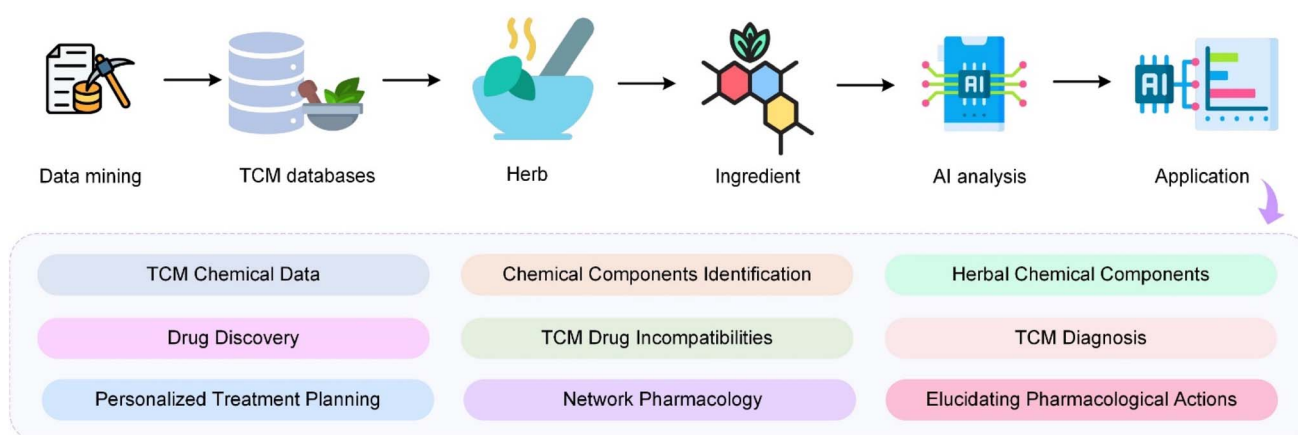 AI
AI
Data mining
TCM databases
Herb
Ingredient
AI analysis
Application
TCM Chemical Data
Chemical Components Identification
Herbal Chemical Components
Drug Discovery
TCM Drug Incompatibilities
TCM Diagnosis
Personalized Treatment Planning
Network Pharmacology
Elucidating Pharmacological Actions